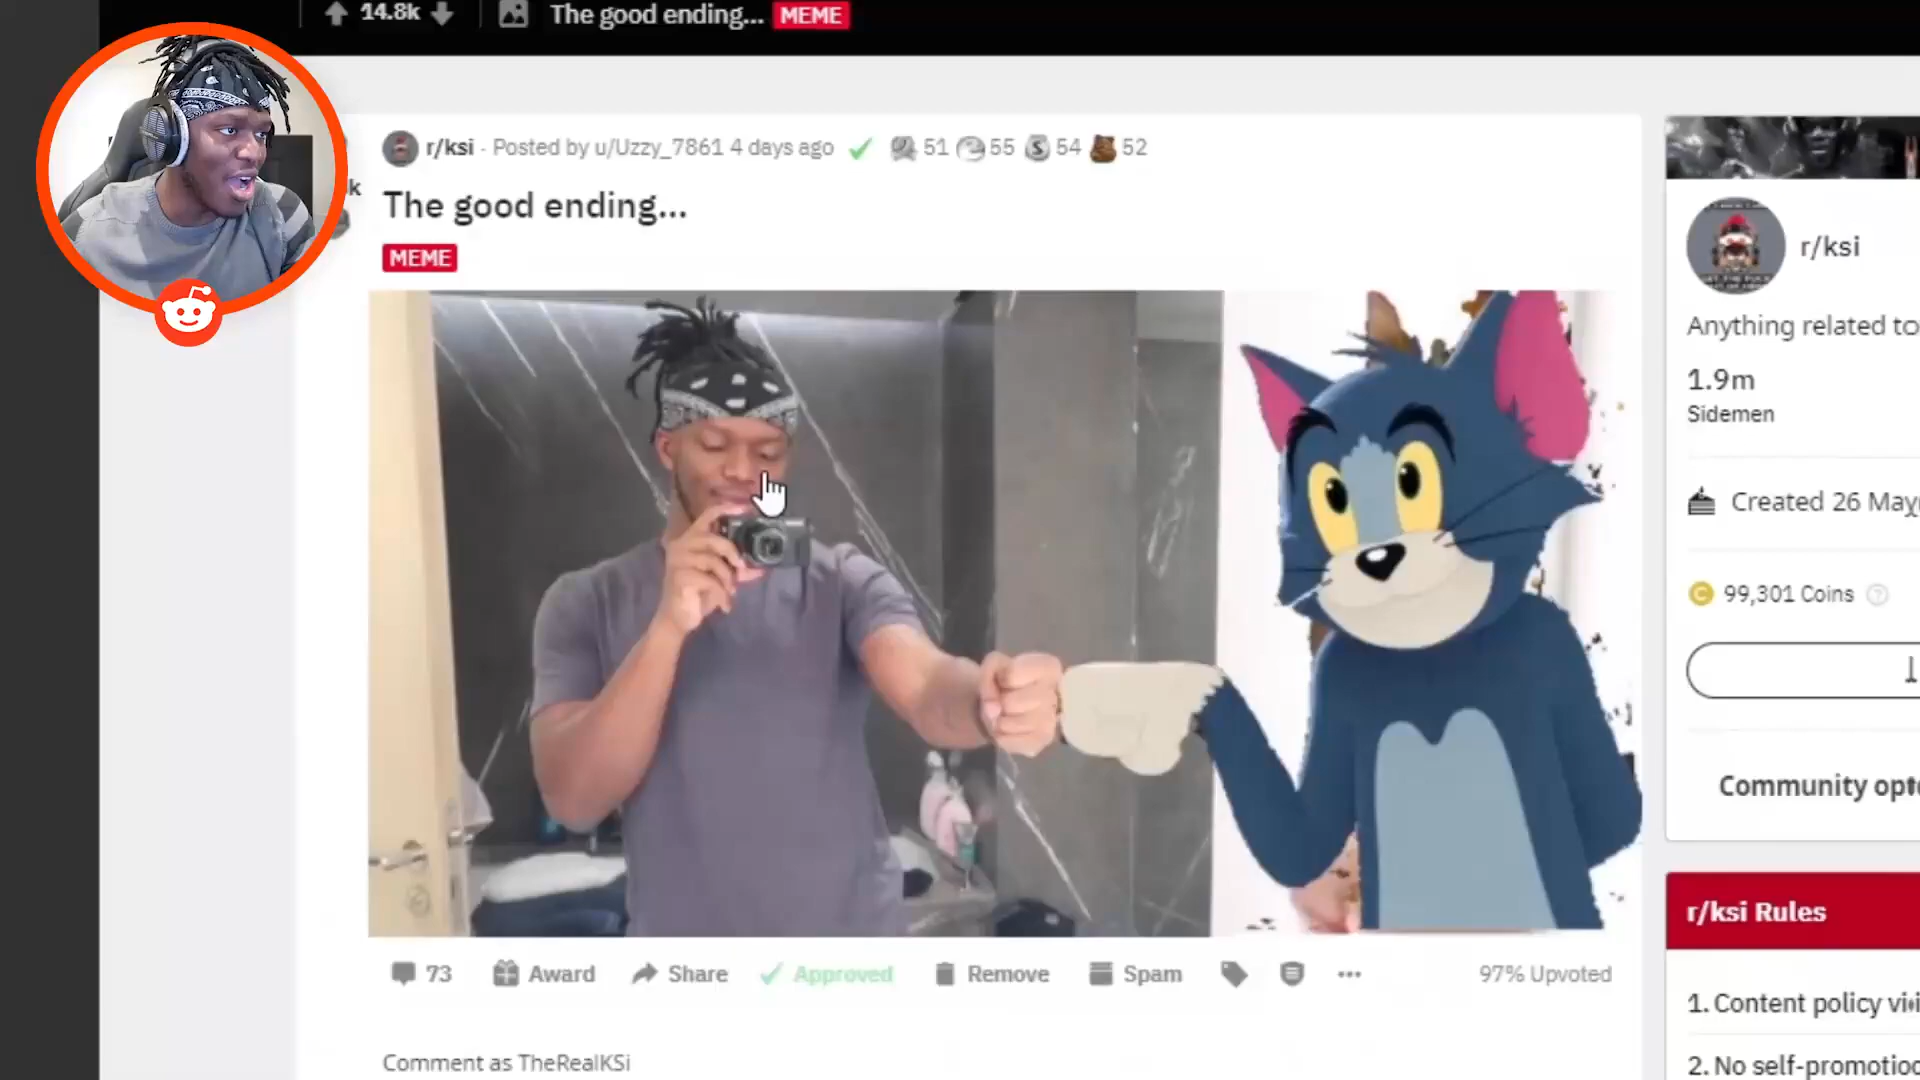 14.8k
The good ending... MEME
r/ksi · Posted by u/Uzzy_7861 4 days ago 51 55 54 52
k
The good ending...
MEME
73 Award Share Approved Remove Spam ... 97% Upvoted
Comment as TheRealKSi
r/ksi
Anything related to
1.9m
Sidemen
Created 26 May
99,301 Coins
Community opt
r/ksi Rules
1. Content policy vi
2. No self-promotio